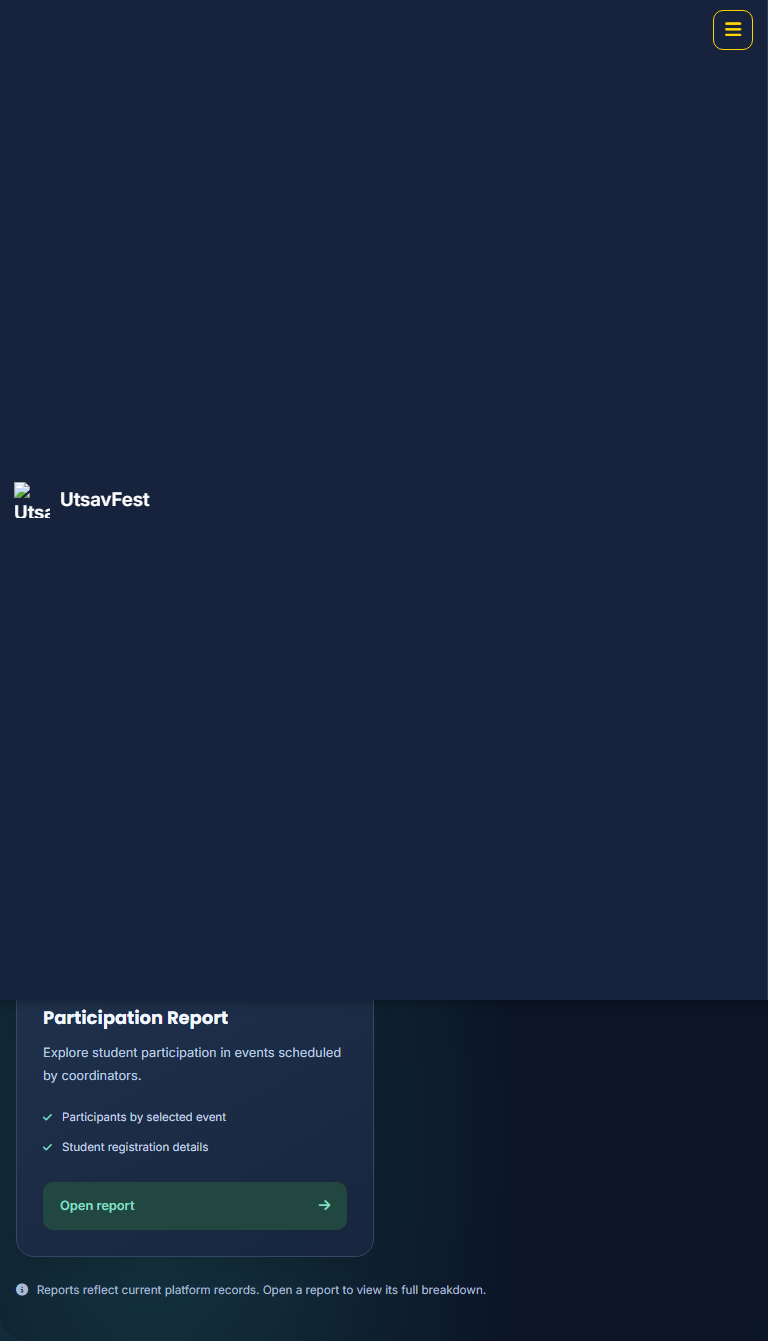 Utsa
UtsavFest
Participation Report
Explore student participation in events scheduled
by coordinators.
Participants by selected event
Student registration details
Open report
Reports reflect current platform records. Open a report to view its full breakdown.